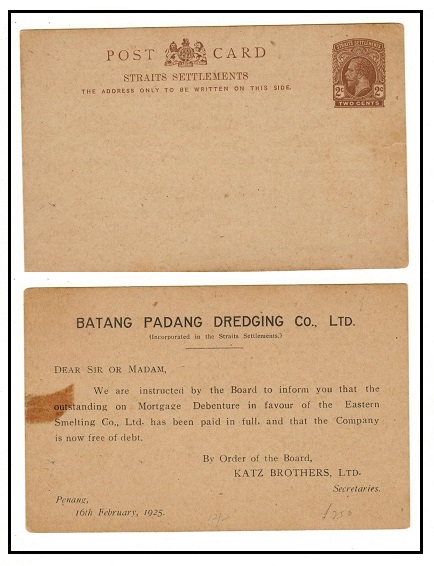 POST CARD
STRAITS SETTLEMENTS
THE ADDRESS ONLY TO BE WRITTEN ON THIS SIDE.
STRAITS SETTLEMENTS
2c 2c
TWO CENTS
BATANG PADANG DREDGING Co., LTD.
(Incorporated in the Straits Settlements.)
DEAR SIR OR MADAM,
We are instructed by the Board to inform you that the
outstanding on Mortgage Debenture in favour of the Eastern
Smelting Co., Ltd. has been paid in full, and that the Company
is now free of debt.
By Order of the Board,
KATZ BROTHERS, LTD.
Secretaries.
Penang,
16th February, 1925.